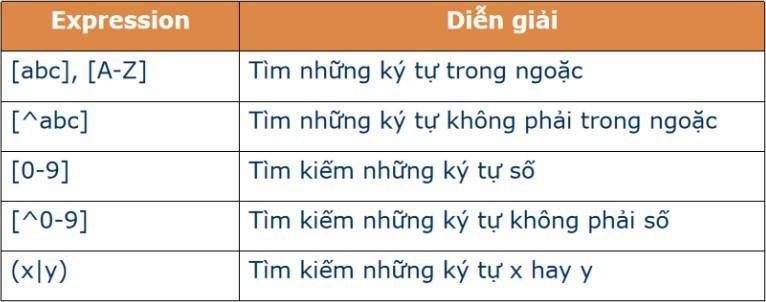 Expression Diễn giải
[abc], [A-Z] Tìm những ký tự trong ngoặc
[^abc] Tìm những ký tự không phải trong ngoặc
[0-9] Tìm kiếm những ký tự số
[^0-9] Tìm kiếm những ký tự không phải số
(x|y) Tìm kiếm những ký tự x hay y